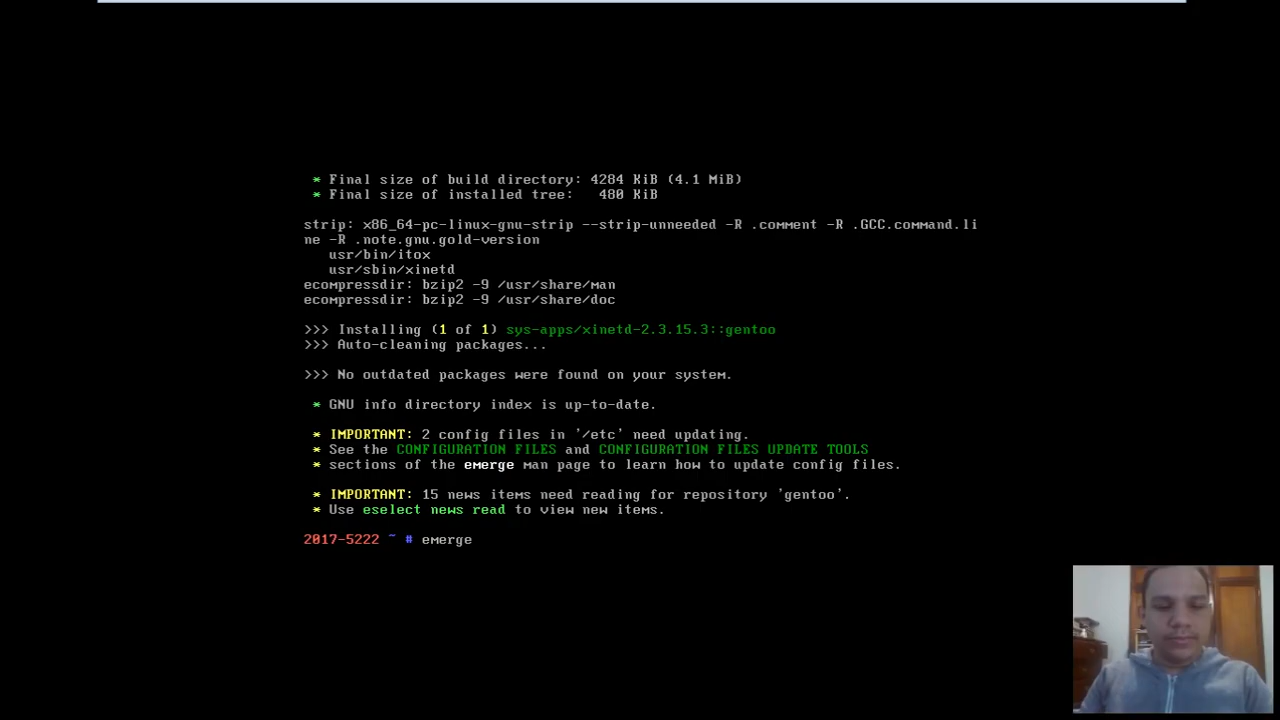 * Final size of build directory: 4284 KiB (4.1 MiB)
* Final size of installed tree:   480 KiB
strip: x86_64-pc-linux-gnu-strip --strip-unneeded -R .comment -R .GCC.command.li
ne -R .note.gnu.gold-version
usr/bin/itox
usr/sbin/xinetd
ecompressdir: bzip2 -9 /usr/share/man
ecompressdir: bzip2 -9 /usr/share/doc
>>> Installing (1 of 1) sys-apps/xinetd-2.3.15.3::gentoo
>>> Auto-cleaning packages...
>>> No outdated packages were found on your system.
* GNU info directory index is up-to-date.
* IMPORTANT: 2 config files in '/etc' need updating.
* See the CONFIGURATION FILES and CONFIGURATION FILES UPDATE TOOLS
* sections of the emerge man page to learn how to update config files.
* IMPORTANT: 15 news items need reading for repository 'gentoo'.
* Use eselect news read to view new items.
2017-5222 ~ # emerge